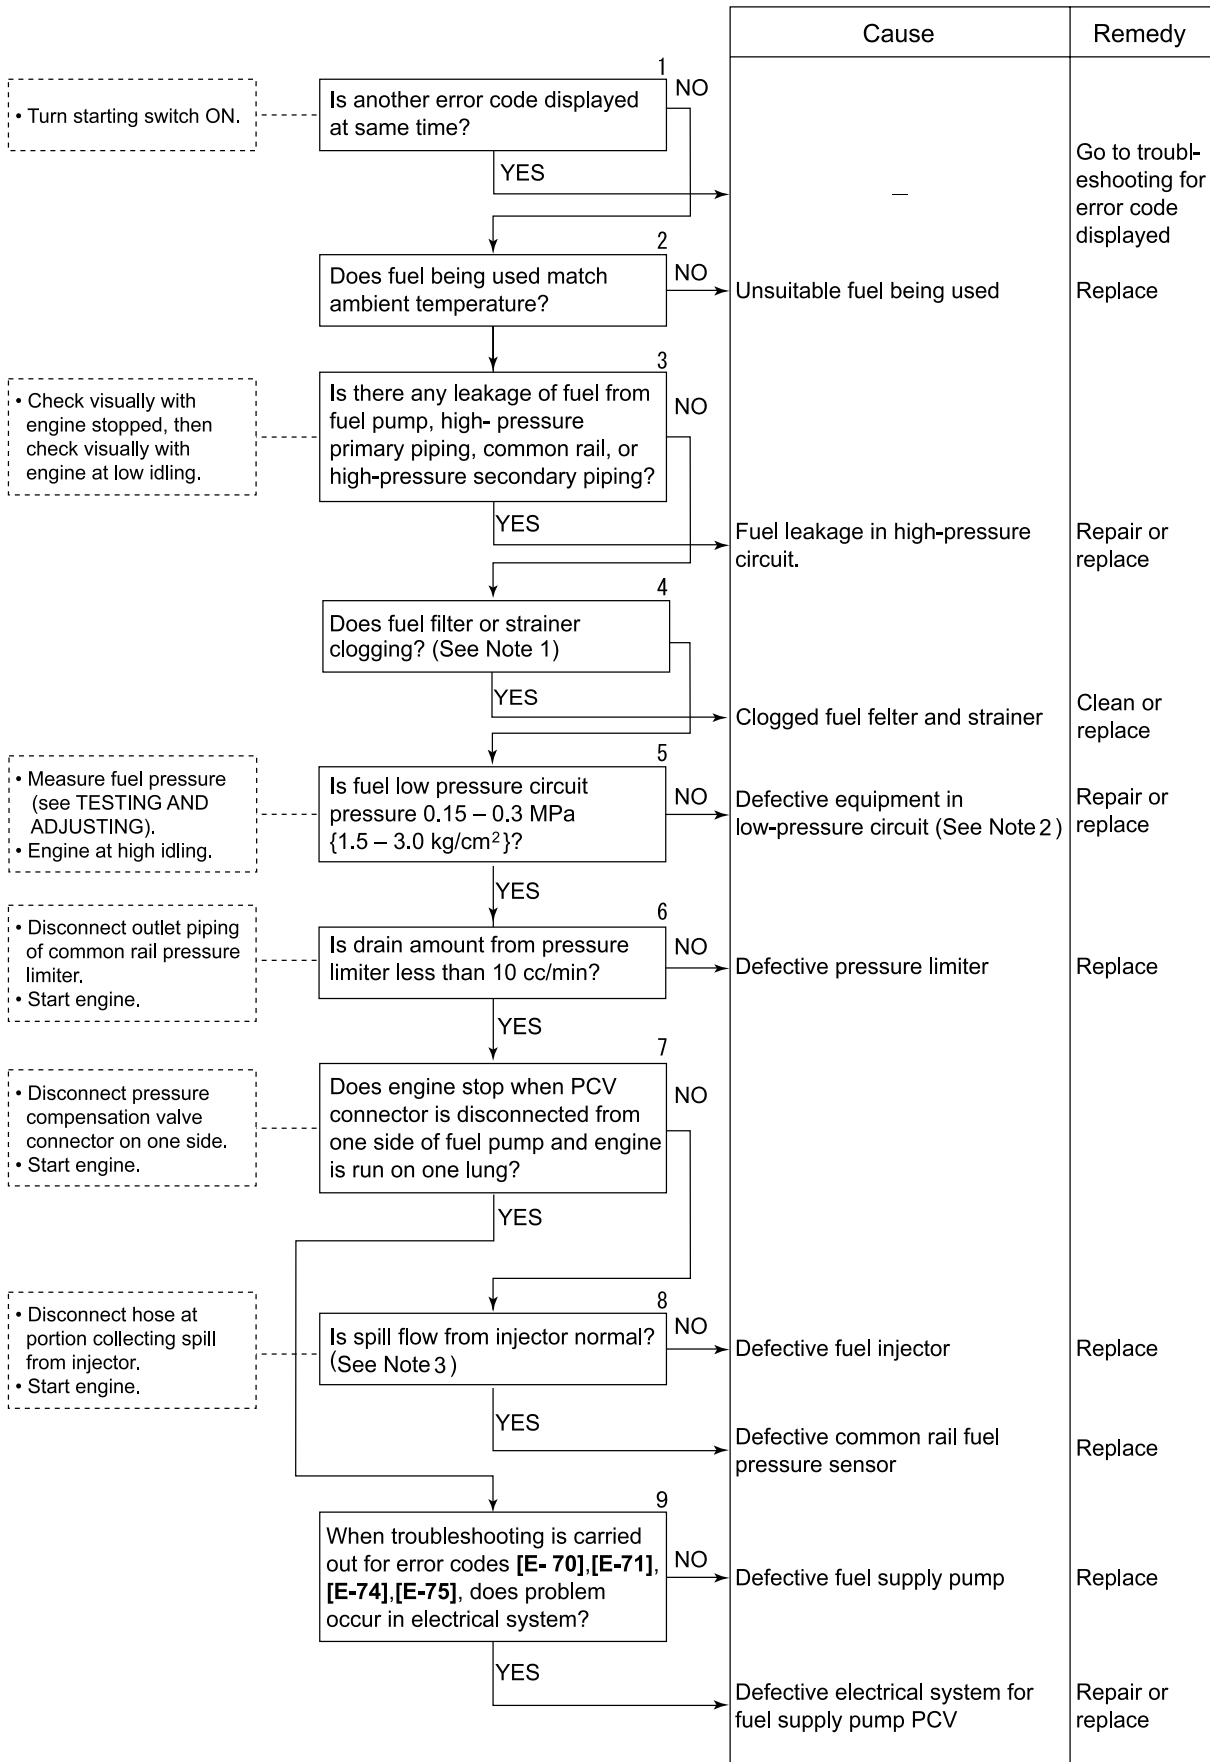 Cause
Remedy
• Turn starting switch ON.
1
Is another error code displayed
at same time?
NO
YES
—
Go to troubl-
eshooting for
error code
displayed
2
Does fuel being used match
ambient temperature?
NO
Unsuitable fuel being used
Replace
• Check visually with
engine stopped, then
check visually with
engine at low idling.
3
Is there any leakage of fuel from
fuel pump, high- pressure
primary piping, common rail, or
high-pressure secondary piping?
NO
YES
Fuel leakage in high-pressure
circuit.
Repair or
replace
4
Does fuel filter or strainer
clogging? (See Note 1)
YES
Clogged fuel felter and strainer
Clean or
replace
• Measure fuel pressure
(see TESTING AND
ADJUSTING).
• Engine at high idling.
5
Is fuel low pressure circuit
pressure 0.15 – 0.3 MPa
{1.5 – 3.0 kg/cm²}?
NO
Defective equipment in
low-pressure circuit (See Note 2)
Repair or
replace
YES
• Disconnect outlet piping
of common rail pressure
limiter.
• Start engine.
6
Is drain amount from pressure
limiter less than 10 cc/min?
NO
Defective pressure limiter
Replace
YES
• Disconnect pressure
compensation valve
connector on one side.
• Start engine.
7
Does engine stop when PCV
connector is disconnected from
one side of fuel pump and engine
is run on one lung?
NO
YES
• Disconnect hose at
portion collecting spill
from injector.
• Start engine.
8
Is spill flow from injector normal?
(See Note 3)
NO
Defective fuel injector
Replace
YES
Defective common rail fuel
pressure sensor
Replace
9
When troubleshooting is carried
out for error codes [E- 70],[E-71],
[E-74],[E-75], does problem
occur in electrical system?
NO
Defective fuel supply pump
Replace
YES
Defective electrical system for
fuel supply pump PCV
Repair or
replace